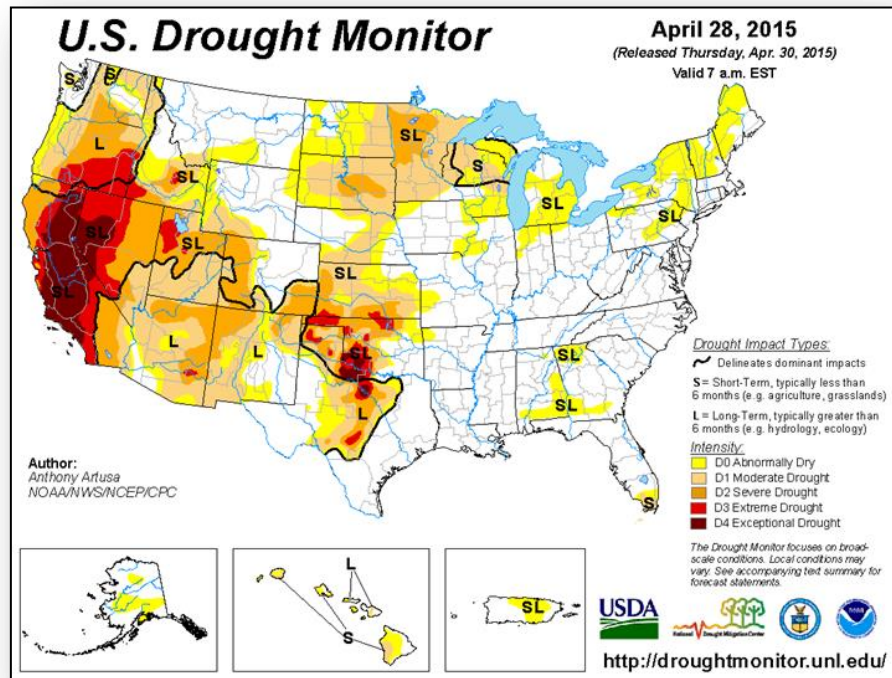 U.S. Drought Monitor
April 28, 2015
(Released Thursday, Apr. 30, 2015)
Valid 7 a.m. EST
S
S
L
SL
SL
S
SL
SL
SL
SL
SL
SL
L
L
SL
L
SL
SL
S
Drought Impact Types:
Delineates dominant impacts
S = Short-Term, typically less than
6 months (e.g. agriculture, grasslands)
L = Long-Term, typically greater than
6 months (e.g. hydrology, ecology)
Intensity:
D0 Abnormally Dry
D1 Moderate Drought
D2 Severe Drought
D3 Extreme Drought
D4 Exceptional Drought
Author:
Anthony Artusa
NOAA/NWS/NCEP/CPC
The Drought Monitor focuses on broad-
scale conditions. Local conditions may
vary. See accompanying text summary for
forecast statements.
L
S
SL
USDA
National Drought Mitigation Center
http://droughtmonitor.unl.edu/